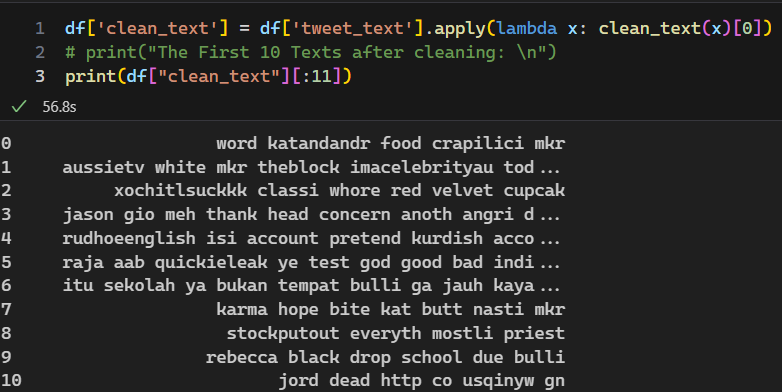 1 df['clean_text'] = df['tweet_text'].apply(lambda x: clean_text(x)[0])
2 # print("The First 10 Texts after cleaning: \n")
3 print(df["clean_text"][:11])
✓ 56.8s
0 word katandandr food crapilici mkr
1 aussietv white mkr theblock imacelebrityau tod...
2 xochitlsuckkk classi whore red velvet cupcak
3 jason gio meh thank head concern anoth angri d...
4 rudhoeenglish isi account pretend kurdish acco...
5 raja aab quickieleak ye test god good bad indi...
6 itu sekolah ya bukan tempat bulli ga jauh kaya...
7 karma hope bite kat butt nasti mkr
8 stockputout everyth mostli priest
9 rebecca black drop school due bulli
10 jord dead http co usqinyw gn